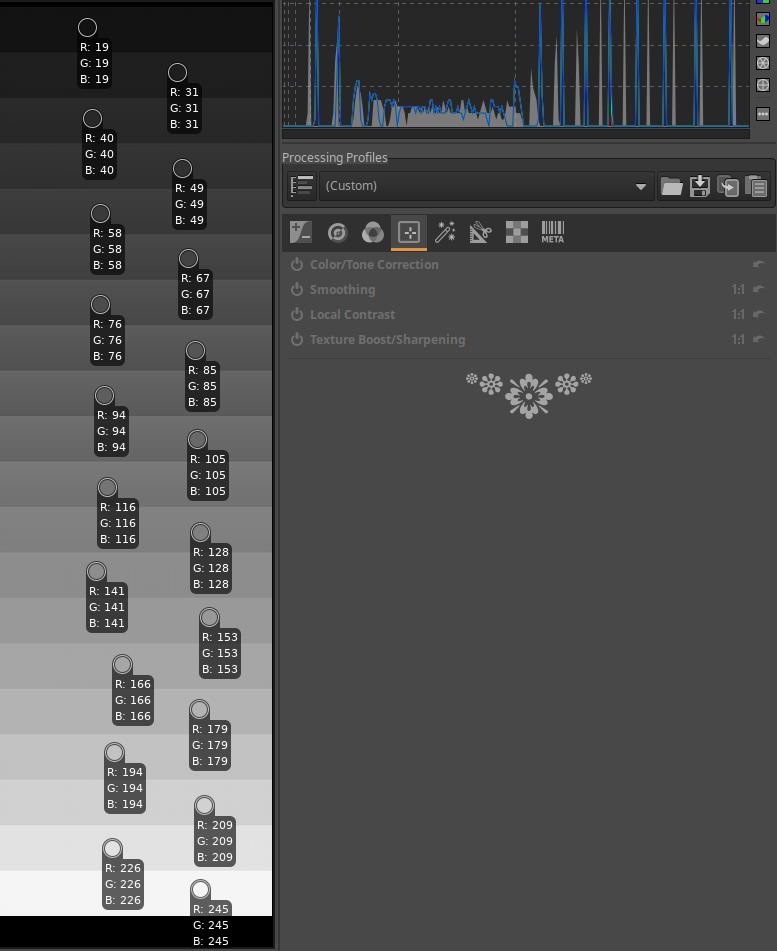 R: 19
G: 19
B: 19
R: 31
G: 31
B: 31
R: 40
G: 40
B: 40
R: 49
G: 49
B: 49
R: 58
G: 58
B: 58
R: 67
G: 67
B: 67
R: 76
G: 76
B: 76
R: 85
G: 85
B: 85
R: 94
G: 94
B: 94
R: 105
G: 105
B: 105
R: 116
G: 116
B: 116
R: 128
G: 128
B: 128
R: 141
G: 141
B: 141
R: 153
G: 153
B: 153
R: 166
G: 166
B: 166
R: 179
G: 179
B: 179
R: 194
G: 194
B: 194
R: 209
G: 209
B: 209
R: 226
G: 226
B: 226
R: 245
G: 245
B: 245
Processing Profiles
(Custom)
META
Color/Tone Correction
Smoothing 1:1
Local Contrast 1:1
Texture Boost/Sharpening 1:1